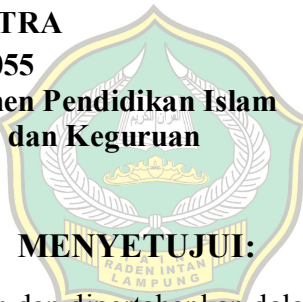 TRA
055
nen Pendidikan Islam
dan Keguruan
MENYETUJUI:
RADEN INTAN
LAMPUNG